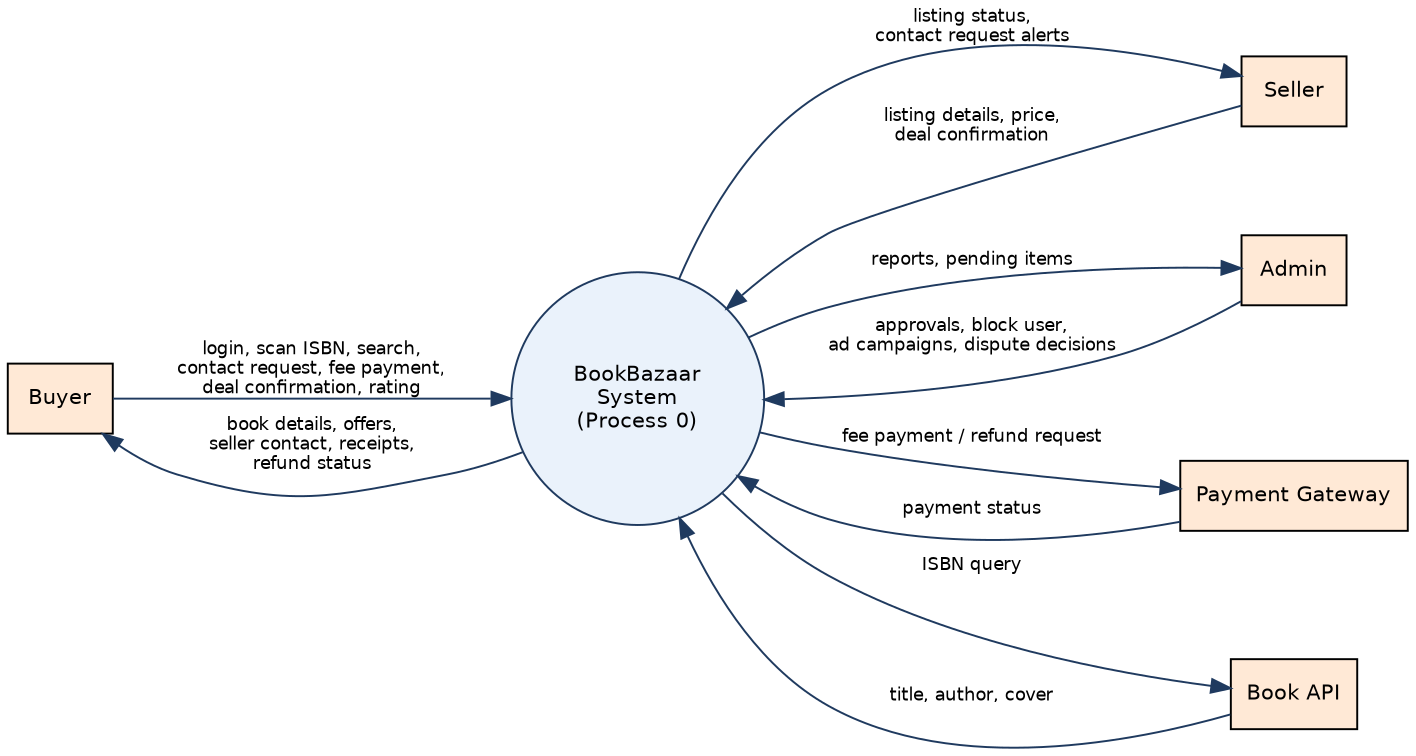 listing status,
contact request alerts
Seller
listing details, price,
deal confirmation
reports, pending items
Admin
approvals, block user,
ad campaigns, dispute decisions
login, scan ISBN, search,
contact request, fee payment,
deal confirmation, rating
Buyer
BookBazaar
System
(Process 0)
book details, offers,
seller contact, receipts,
refund status
fee payment / refund request
Payment Gateway
payment status
ISBN query
Book API
title, author, cover